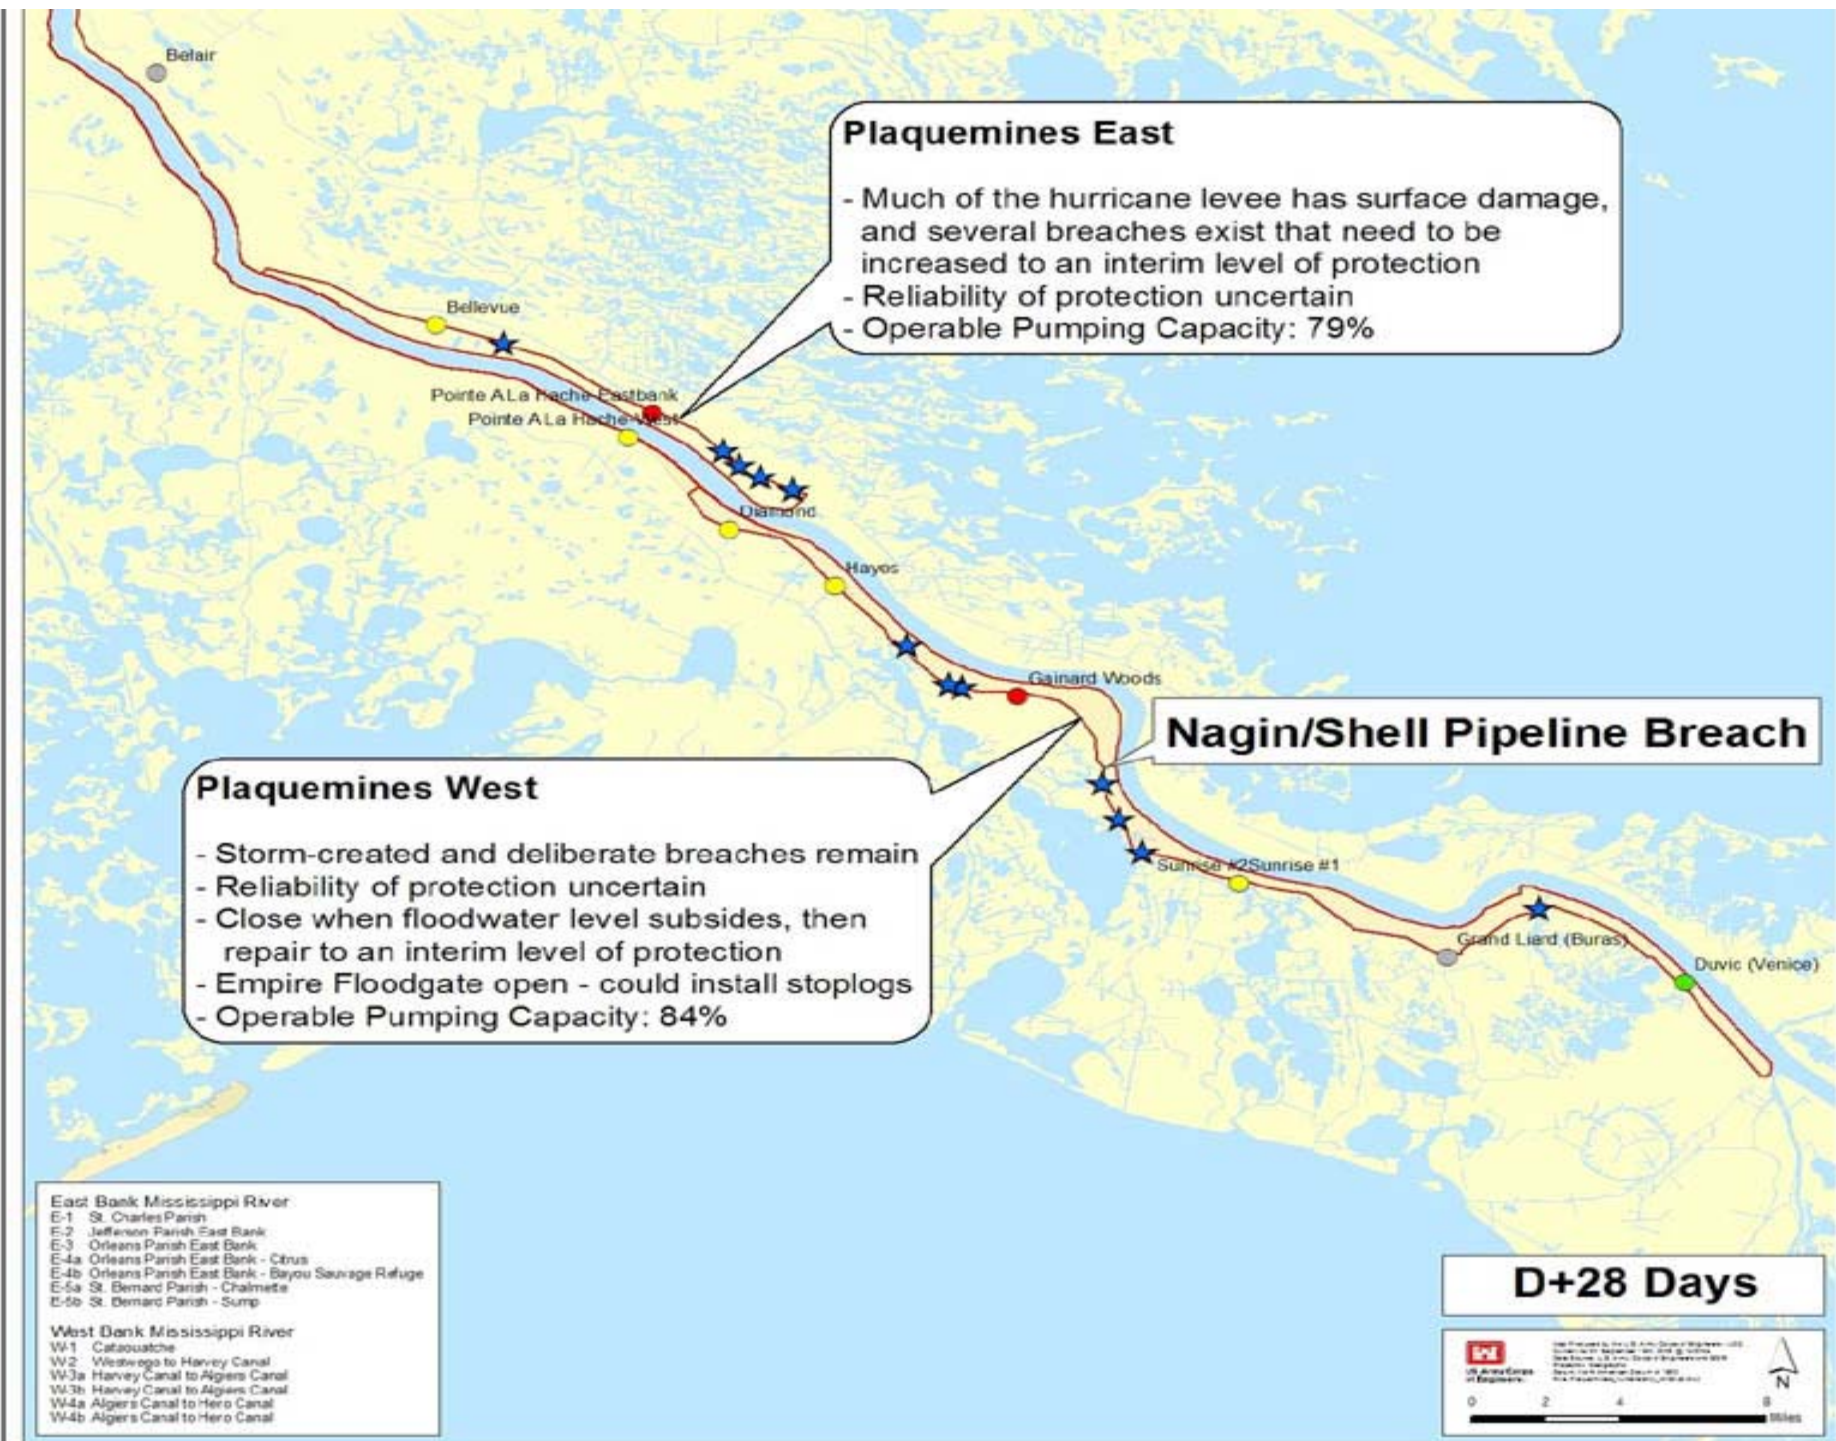 Belair
Plaquemines East
- Much of the hurricane levee has surface damage,
and several breaches exist that need to be
increased to an interim level of protection
- Reliability of protection uncertain
- Operable Pumping Capacity: 79%
Bellevue
Pointe A La Hache-Eastbank
Pointe A La Hache-West
Diamond
Hayes
Gainard Woods
Nagin/Shell Pipeline Breach
Plaquemines West
- Storm-created and deliberate breaches remain
- Reliability of protection uncertain
- Close when floodwater level subsides, then
repair to an interim level of protection
- Empire Floodgate open - could install stoplogs
- Operable Pumping Capacity: 84%
Sunrise #2Sunrise #1
Grand Liard (Buras)
Duvic (Venice)
East Bank Mississippi River
E-1 St. Charles Parish
E-2 Jefferson Parish East Bank
E-3 Orleans Parish East Bank
E-4a Orleans Parish East Bank - Citrus
E-4b Orleans Parish East Bank - Bayou Sauvage Refuge
E-5a St. Bernard Parish - Chalmette
E-5b St. Bernard Parish - Sump
West Bank Mississippi River
W-1 Cataouatche
W-2 Westwego to Harvey Canal
W-3a Harvey Canal to Algiers Canal
W-3b Harvey Canal to Algiers Canal
W-4a Algiers Canal to Hero Canal
W-4b Algiers Canal to Hero Canal
D+28 Days
US Army Corps
of Engineers
N
0 2 4 8
Miles